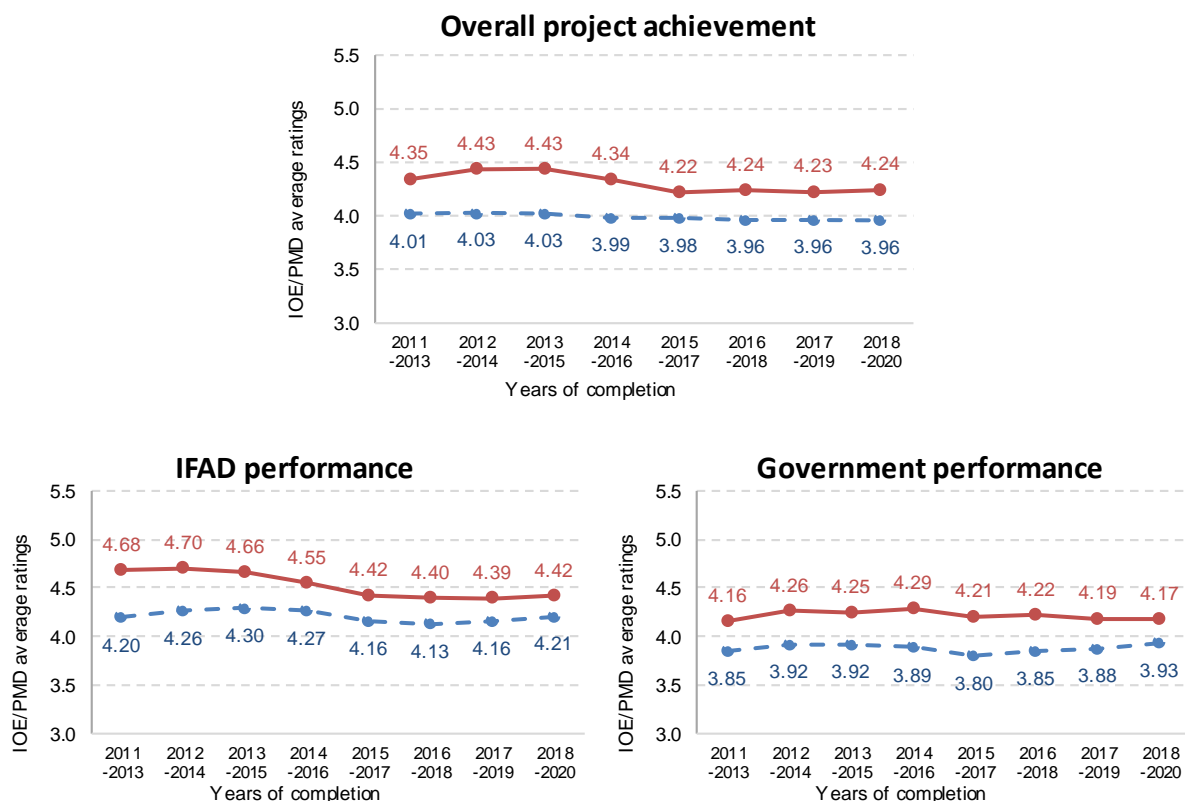 Overall project achievement
IOE/PMD average ratings
5.5
5.0
4.5
4.0
3.5
3.0
4.35 4.43 4.43 4.34 4.22 4.24 4.23 4.24
4.01 4.03 4.03 3.99 3.98 3.96 3.96 3.96
2011 2012 2013 2014 2015 2016 2017 2018
-2013 -2014 -2015 -2016 -2017 -2018 -2019 -2020
Years of completion
IFAD performance
IOE/PMD average ratings
5.5
5.0
4.5
4.0
3.5
3.0
4.68 4.70 4.66 4.55 4.42 4.40 4.39 4.42
4.20 4.26 4.30 4.27 4.16 4.13 4.16 4.21
2011 2012 2013 2014 2015 2016 2017 2018
-2013 -2014 -2015 -2016 -2017 -2018 -2019 -2020
Years of completion
Government performance
IOE/PMD average ratings
5.5
5.0
4.5
4.0
3.5
3.0
4.16 4.26 4.25 4.29 4.21 4.22 4.19 4.17
3.85 3.92 3.92 3.89 3.80 3.85 3.88 3.93
2011 2012 2013 2014 2015 2016 2017 2018
-2013 -2014 -2015 -2016 -2017 -2018 -2019 -2020
Years of completion